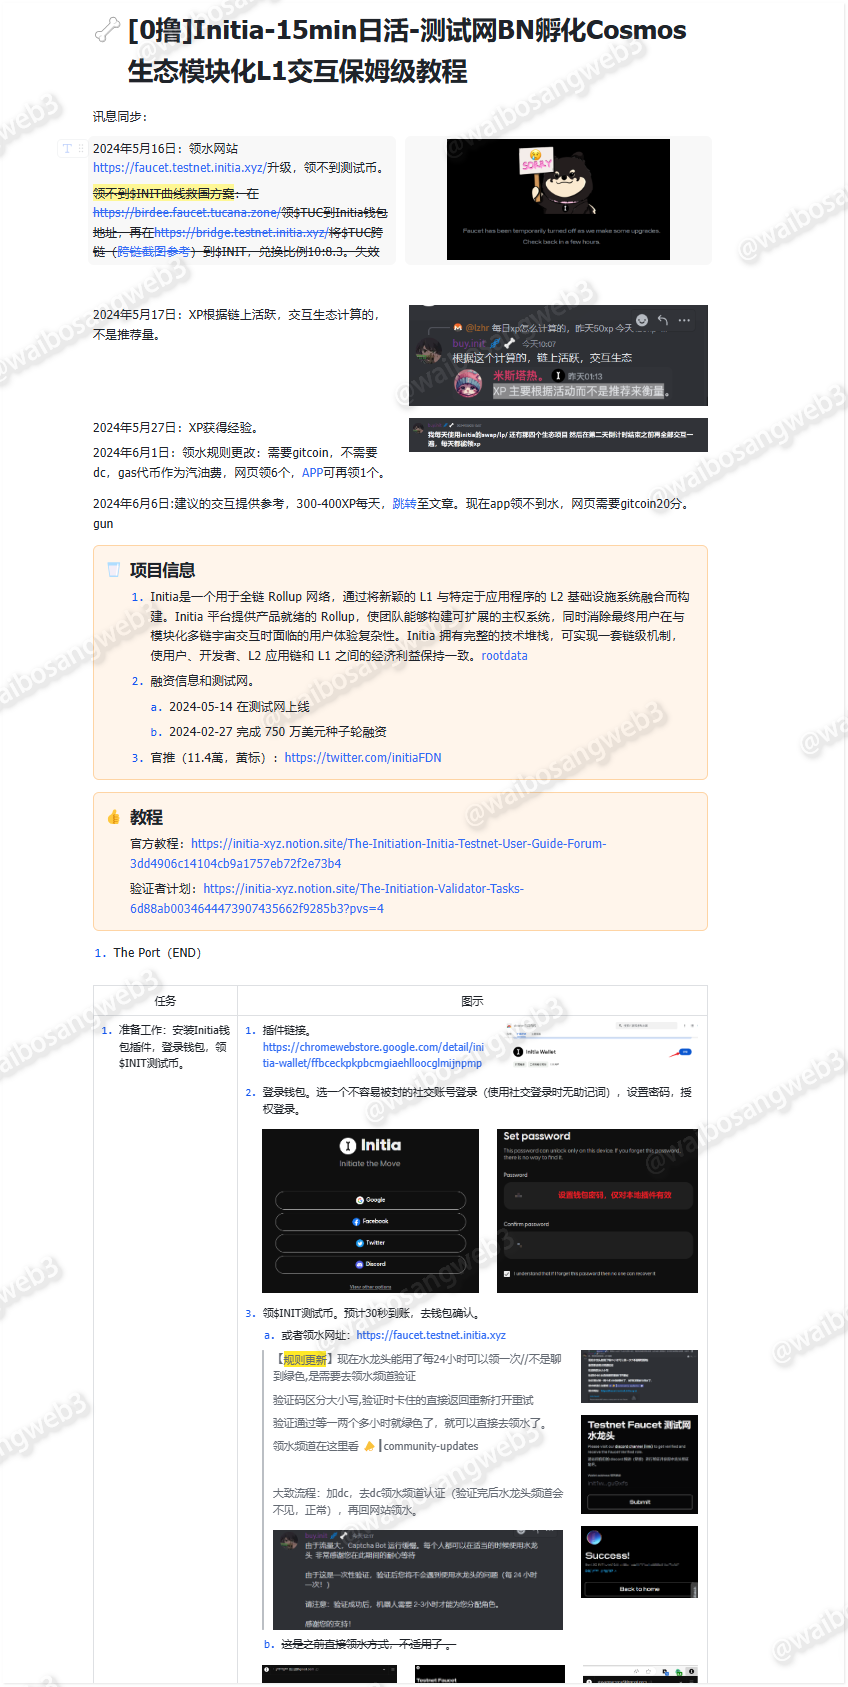 [0撸]Initia-15min日活-测试网BN孵化Cosmos
生态模块化L1交互保姆级教程
讯息同步：
2024年5月16日：领水网站
https://faucet.testnet.initia.xyz/升级，领不到测试币。
领不到$INIT曲线救国方案：在
https://birdee.faucet.tucana.zone/领$TUC到Initia钱包
地址，再在https://bridge.testnet.initia.xyz/将$TUC跨
链（跨链截图参考）到$INIT，兑换比例10:8.3。失效
SORRY
Faucet has been temporarily turned off as we make some upgrades.
Check back in a few hours.
2024年5月17日：XP根据链上活跃，交互生态计算的，
不是推荐量。
@lzhr 每日xp怎么计算的，昨天50xp 今天
buy.init 今天10:07
根据这个计算的，链上活跃，交互生态
米斯塔热。 昨天01:13
XP 主要根据活动而不是推荐来衡量。
2024年5月27日：XP获得经验。
我每天使用initia的swap/lp/ 还有那四个生态项目 然后在第二天倒计时结束之前再全部交互一
遍，每天都能领xp
2024年6月1日：领水规则更改：需要gitcoin，不需要
dc，gas代币作为汽油费，网页领6个，APP可再领1个。
2024年6月6日:建议的交互提供参考，300-400XP每天，跳转至文章。现在app领不到水，网页需要gitcoin20分。
gun
项目信息
1. Initia是一个用于全链 Rollup 网络，通过将新颖的 L1 与特定于应用程序的 L2 基础设施系统融合而构
建。Initia 平台提供产品就绪的 Rollup，使团队能够构建可扩展的主权系统，同时消除最终用户在与
模块化多链宇宙交互时面临的用户体验复杂性。Initia 拥有完整的技术堆栈，可实现一套链级机制，
使用户、开发者、L2 应用链和 L1 之间的经济利益保持一致。rootdata
2. 融资信息和测试网。
a. 2024-05-14 在测试网上线
b. 2024-02-27 完成 750 万美元种子轮融资
3. 官推（11.4萬，黄标）：https://twitter.com/initiaFDN
教程
官方教程：https://initia-xyz.notion.site/The-Initiation-Initia-Testnet-User-Guide-Forum-
3dd4906c14104cb9a1757eb72f2e73b4
验证者计划：https://initia-xyz.notion.site/The-Initiation-Validator-Tasks-
6d88ab0034644473907435662f9285b3?pvs=4
1. The Port（END）
任务
图示
1. 准备工作：安装Initia钱
包插件，登录钱包，领
$INIT测试币。
1. 插件链接。
https://chromewebstore.google.com/detail/ini
tia-wallet/ffbceckpkpbcmgiaehlloocglmijnpmp
Initia Wallet
2. 登录钱包。选一个不容易被封的社交账号登录（使用社交登录时无助记词），设置密码，授
权登录。
Initia
Initiate the Move
Google
Facebook
Twitter
Discord
View other options
Set password
This password can unlock only on this device. If you forget this password,
there is no way to find it.
Password
设置钱包密码，仅对本地插件有效
Confirm password
I understand that if I forget this password then no one can recover it
3. 领$INIT测试币。预计30秒到账，去钱包确认。
a. 或者领水网址：https://faucet.testnet.initia.xyz
【规则更新】现在水龙头能用了每24小时可以领一次//不是聊
到绿色,是需要去领水频道验证
验证码区分大小写,验证时卡住的直接返回重新打开重试
验证通过等一两个多小时就绿色了，就可以直接去领水了。
领水频道在这里看 |community-updates
大致流程：加dc，去dc领水频道认证（验证完后水龙头频道会
不见，正常），再回网站领水。
Testnet Faucet 测试网
水龙头
Submit
Success!
Back to home
由于流量大，Captcha Bot 运行缓慢。每个人都可以在适当的时候使用水龙
头 非常感谢您在此期间的耐心等待
由于这是一次性验证，验证后您将不会遇到使用水龙头的问题（每 24 小时
一次！）
请注意：验证成功后，机器人需要 2-3小时才能为您分配角色。
感谢您的支持！
b. 这是之前直接领水方式，不适用了。
Testnet Faucet
@waibosangweb3